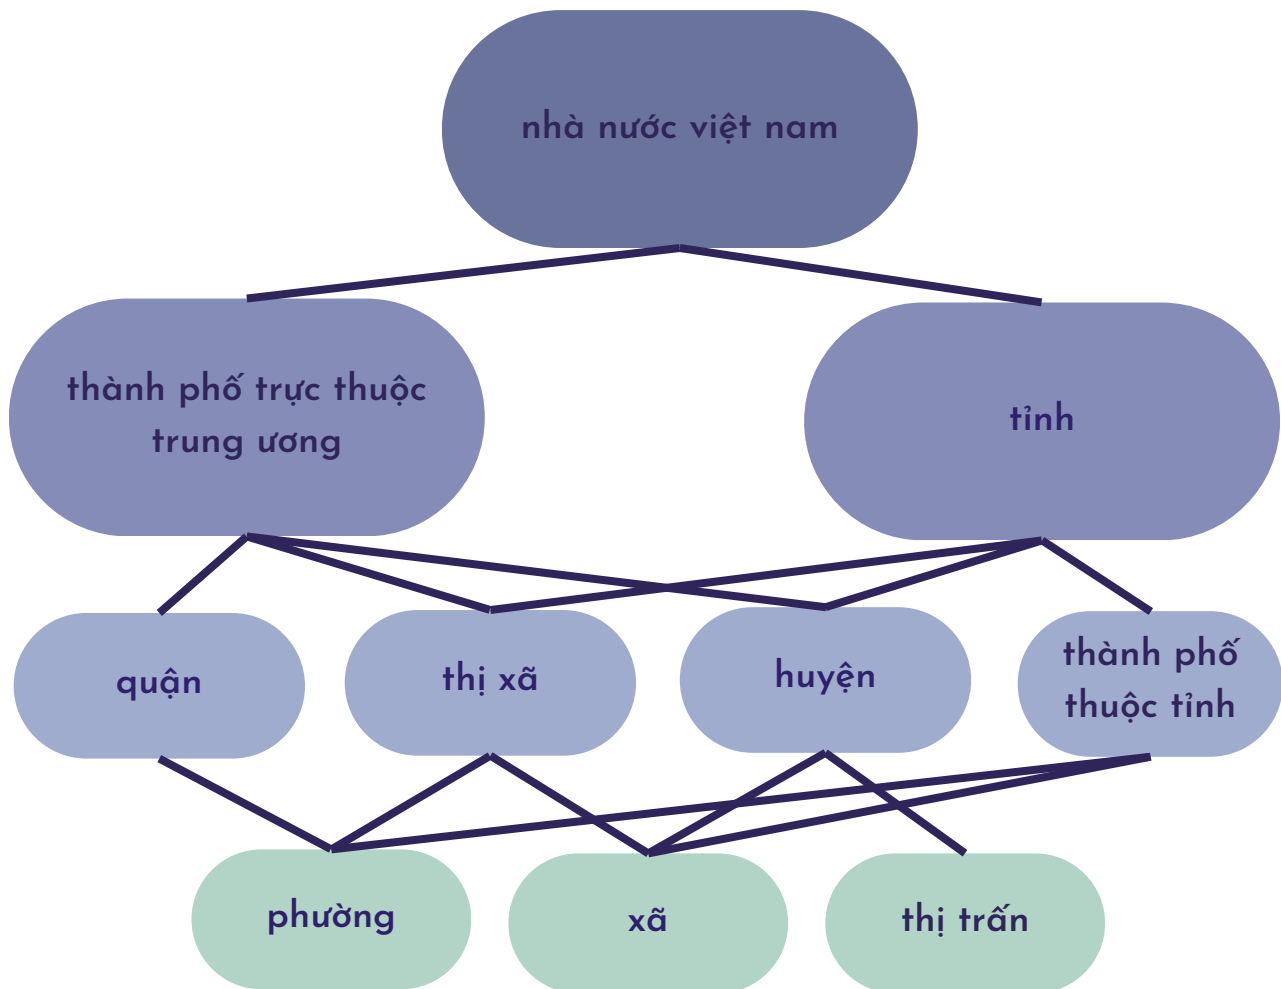 nhà nước việt nam
thành phố trực thuộc
trung ương
tỉnh
quận
thị xã
huyện
thành phố
thuộc tỉnh
phường
xã
thị trấn